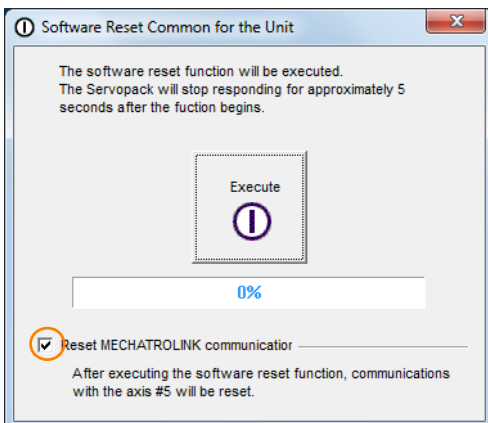 Software Reset Common for the Unit
The software reset function will be executed.
The Servopack will stop responding for approximately 5
seconds after the fuction begins.
Execute
0%
Reset MECHATROLINK communication
After executing the software reset function, communications
with the axis #5 will be reset.